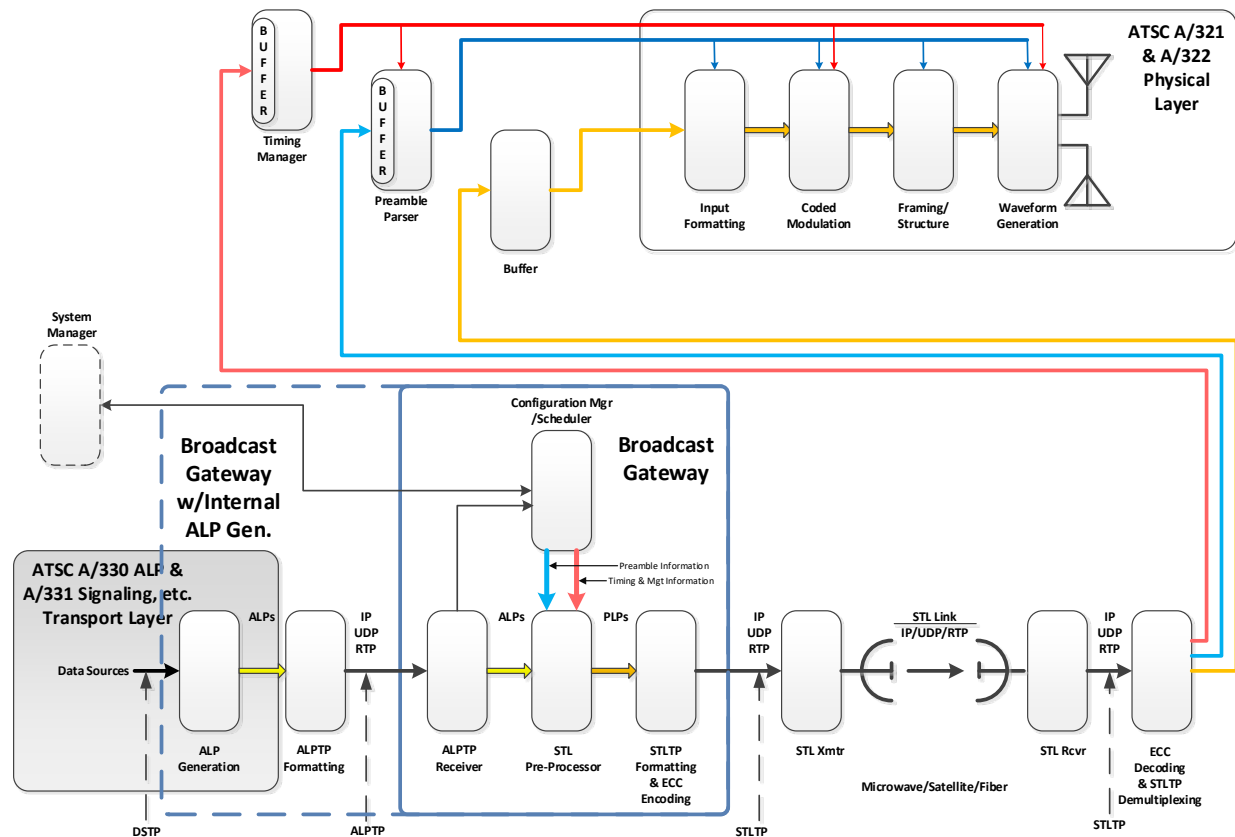 B
U
F
F
E
R
Timing
Manager
B
U
F
F
E
R
Preamble
Parser
Buffer
ATSC A/321
& A/322
Physical
Layer
Input
Formatting
Coded
Modulation
Framing/
Structure
Waveform
Generation
System
Manager
Broadcast
Gateway
w/Internal
ALP Gen.
Configuration Mgr
/Scheduler
Broadcast
Gateway
Preamble Information
Timing & Mgt Information
ATSC A/330 ALP &
A/331 Signaling, etc.
Transport Layer
Data Sources
ALPs
IP
UDP
RTP
ALPs
PLPs
IP
UDP
RTP
STL Link
IP/UDP/RTP
IP
UDP
RTP
ALP
Generation
ALPTP
Formatting
ALPTP
Receiver
STL
Pre-Processor
STLTP
Formatting
& ECC
Encoding
STL Xmtr
Microwave/Satellite/Fiber
STL Rcvr
ECC
Decoding
& STLTP
Demultiplexing
DSTP
ALPTP
STLTP
STLTP